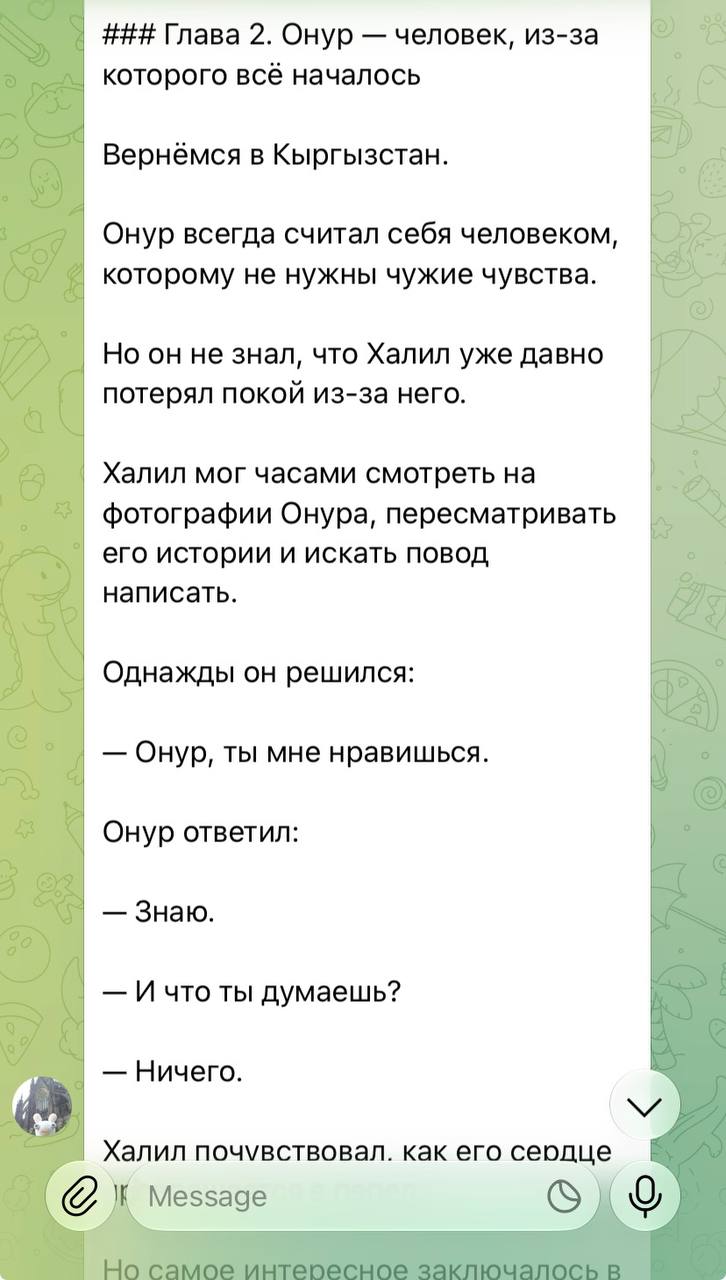 ### Глава 2. Онур — человек, из-за
которого всё началось
Вернёмся в Кыргызстан.
Онур всегда считал себя человеком,
которому не нужны чужие чувства.
Но он не знал, что Халил уже давно
потерял покой из-за него.
Халил мог часами смотреть на
фотографии Онура, пересматривать
его истории и искать повод
написать.
Однажды он решился:
— Онур, ты мне нравишься.
Онур ответил:
— Знаю.
— И что ты думаешь?
— Ничего.
Халил почувствовал, как его сердце
Message
Но самое интересное заключалось в